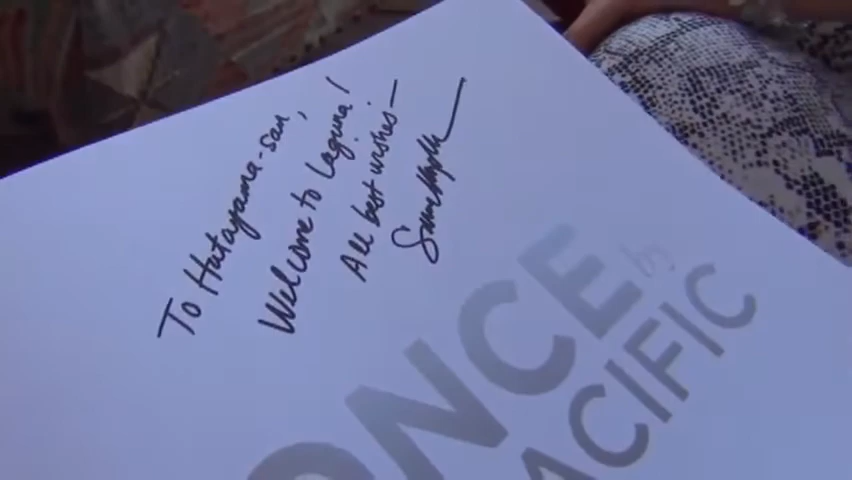 To Hatayama-san,
Welcome to Laguna!
All best wishes—
ONCE by
ACIFIC